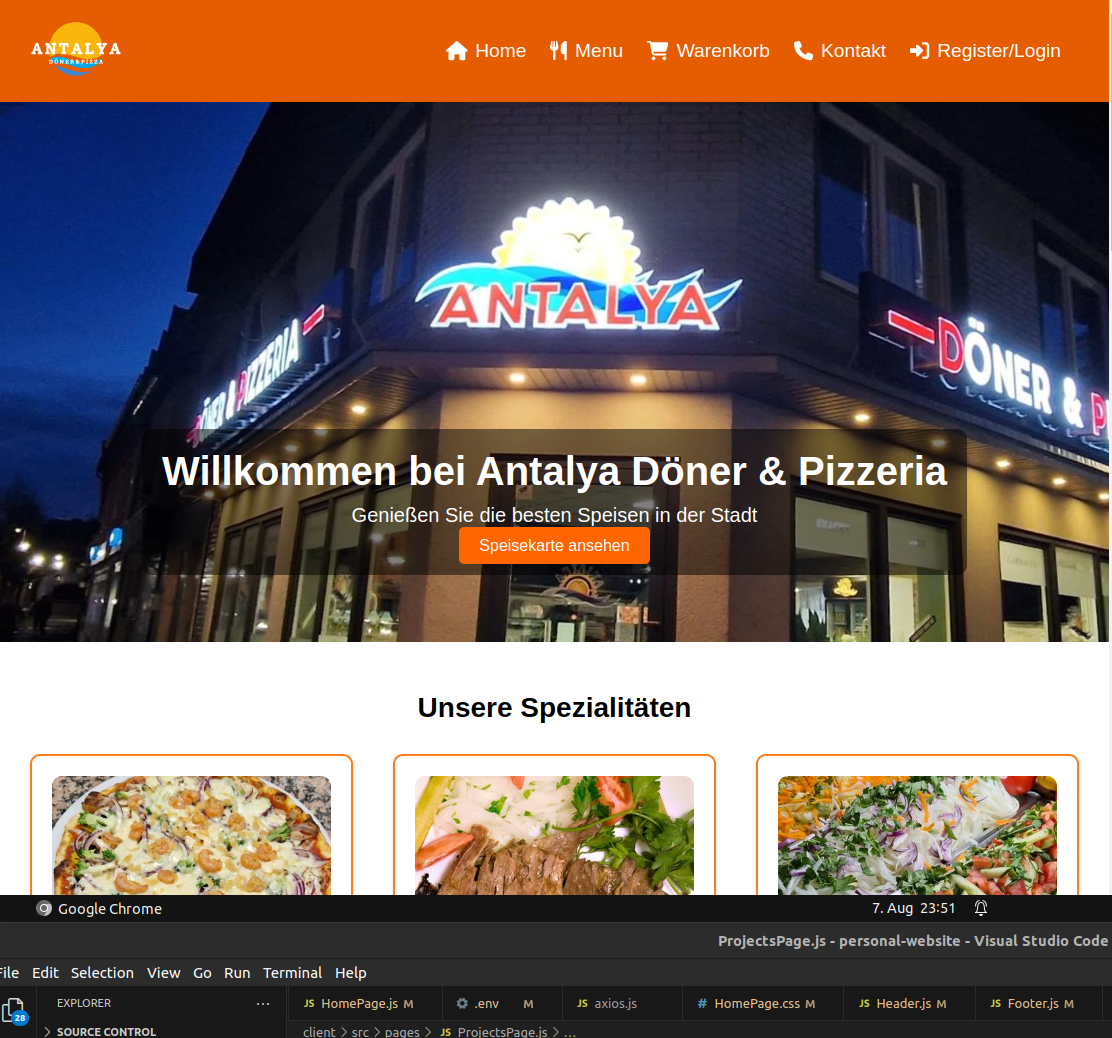 ANTALYA
DÖNER & PIZZA
Home Menu Warenkorb Kontakt Register/Login
ANTALYA
DÖNER & PIZZERIA
DÖNER & P
Willkommen bei Antalya Döner & Pizzeria
Genießen Sie die besten Speisen in der Stadt
Speisekarte ansehen
Unsere Spezialitäten
Google Chrome 7. Aug 23:51
ProjectsPage.js - personal-website - Visual Studio Code
File Edit Selection View Go Run Terminal Help
EXPLORER ...
JS HomePage.js M .env M JS axios.js # HomePage.css M JS Header.js M JS Footer.js M
28
> SOURCE CONTROL
client > src > pages > JS ProjectsPage.js > ...